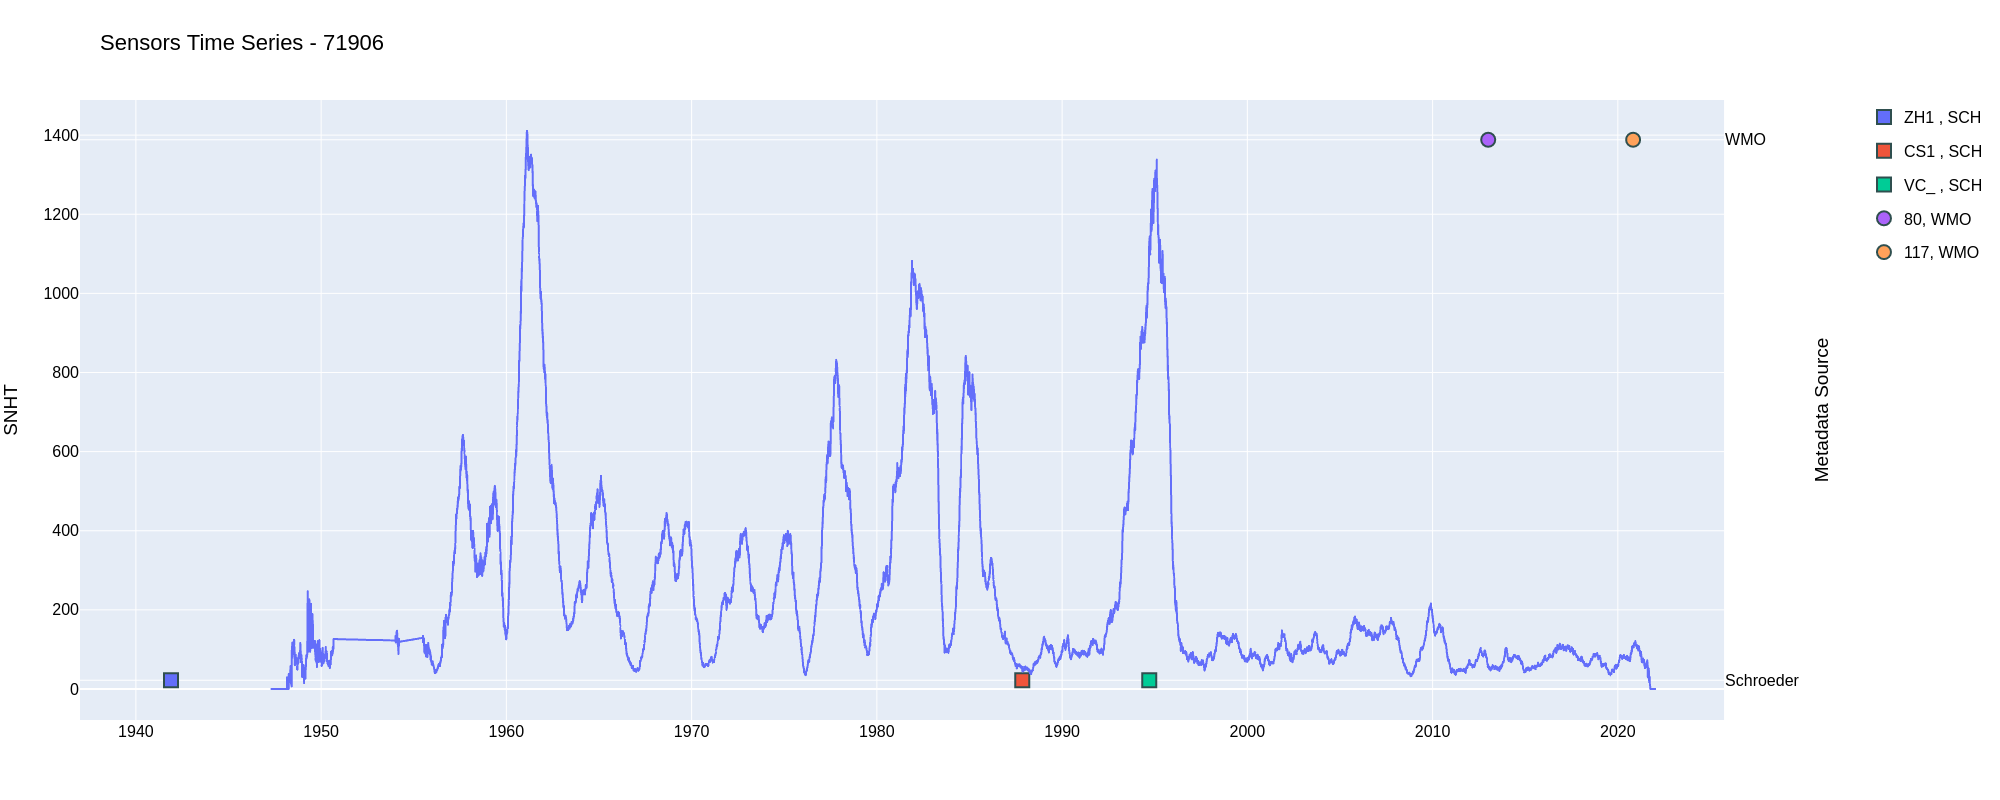 Sensors Time Series - 71906
SNHT
1400
1200
1000
800
600
400
200
0
1940
1950
1960
1970
1980
1990
2000
2010
2020
WMO
Schroeder
Metadata Source
ZH1 , SCH
CS1 , SCH
VC_ , SCH
80, WMO
117, WMO